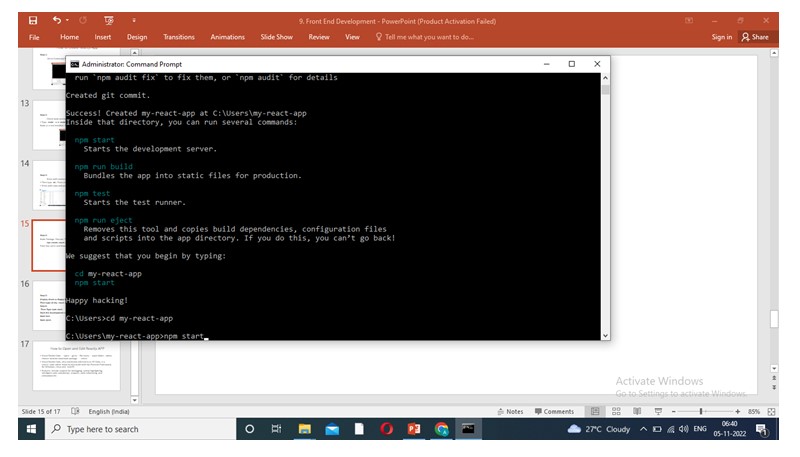 9. Front End Development - PowerPoint (Product Activation Failed)
File Home Insert Design Transitions Animations Slide Show Review View Tell me what you want to do... Sign in Share
Administrator: Command Prompt
run `npm audit fix` to fix them, or `npm audit` for details
Created git commit.
Success! Created my-react-app at C:\Users\my-react-app
Inside that directory, you can run several commands:
npm start
Starts the development server.
npm run build
Bundles the app into static files for production.
npm test
Starts the test runner.
npm run eject
Removes this tool and copies build dependencies, configuration files
and scripts into the app directory. If you do this, you can't go back!
We suggest that you begin by typing:
cd my-react-app
npm start
Happy hacking!
C:\Users>cd my-react-app
C:\Users\my-react-app>npm start
13
14
15
16
17
Activate Windows
Go to Settings to activate Windows.
Slide 15 of 17 English (India) Notes Comments 85%
Type here to search
27°C Cloudy ENG
06:40
05-11-2022